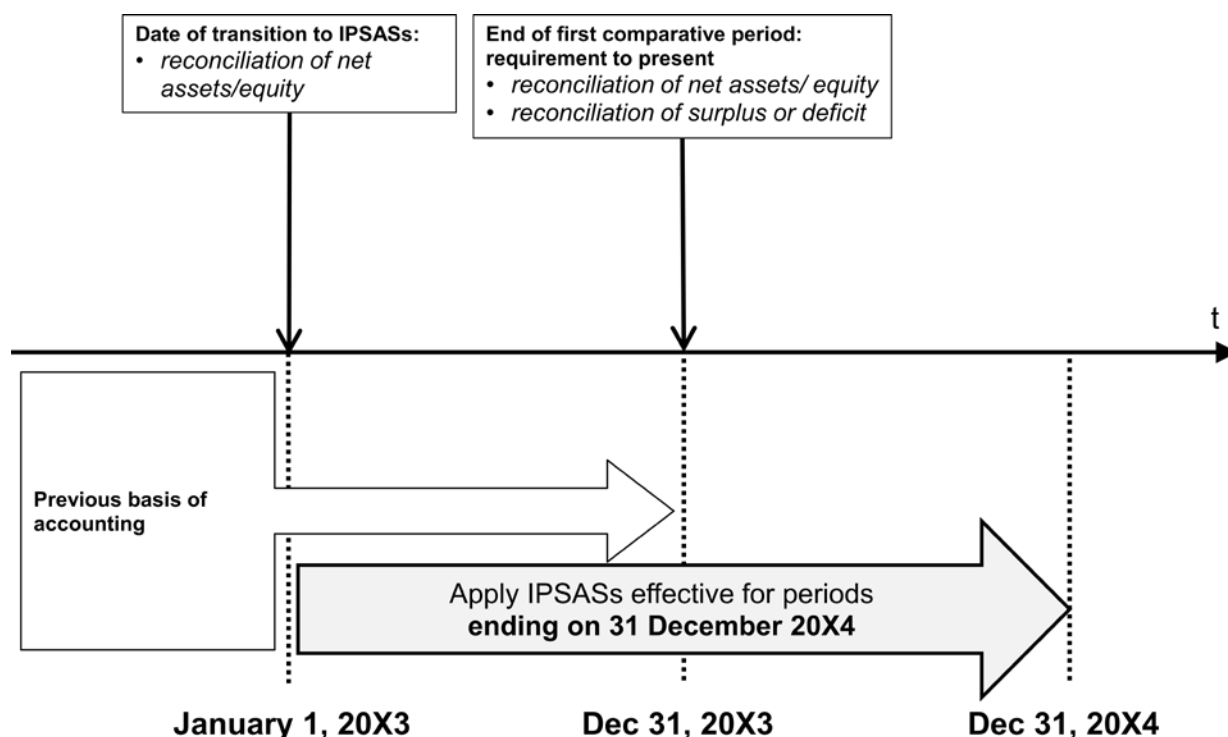 Date of transition to IPSASs:
• reconciliation of net
assets/equity
End of first comparative period:
requirement to present
• reconciliation of net assets/ equity
• reconciliation of surplus or deficit
t
Previous basis of
accounting
Apply IPSASs effective for periods
ending on 31 December 20X4
January 1, 20X3
Dec 31, 20X3
Dec 31, 20X4